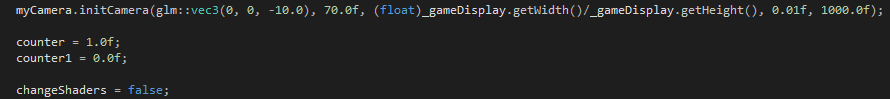 myCamera.initCamera(glm::vec3(0, 0, -10.0), 70.0f, (float)_gameDisplay.getWidth()/_gameDisplay.getHeight(), 0.01f, 1000.0f);
counter = 1.0f;
counter1 = 0.0f;
changeShaders = false;